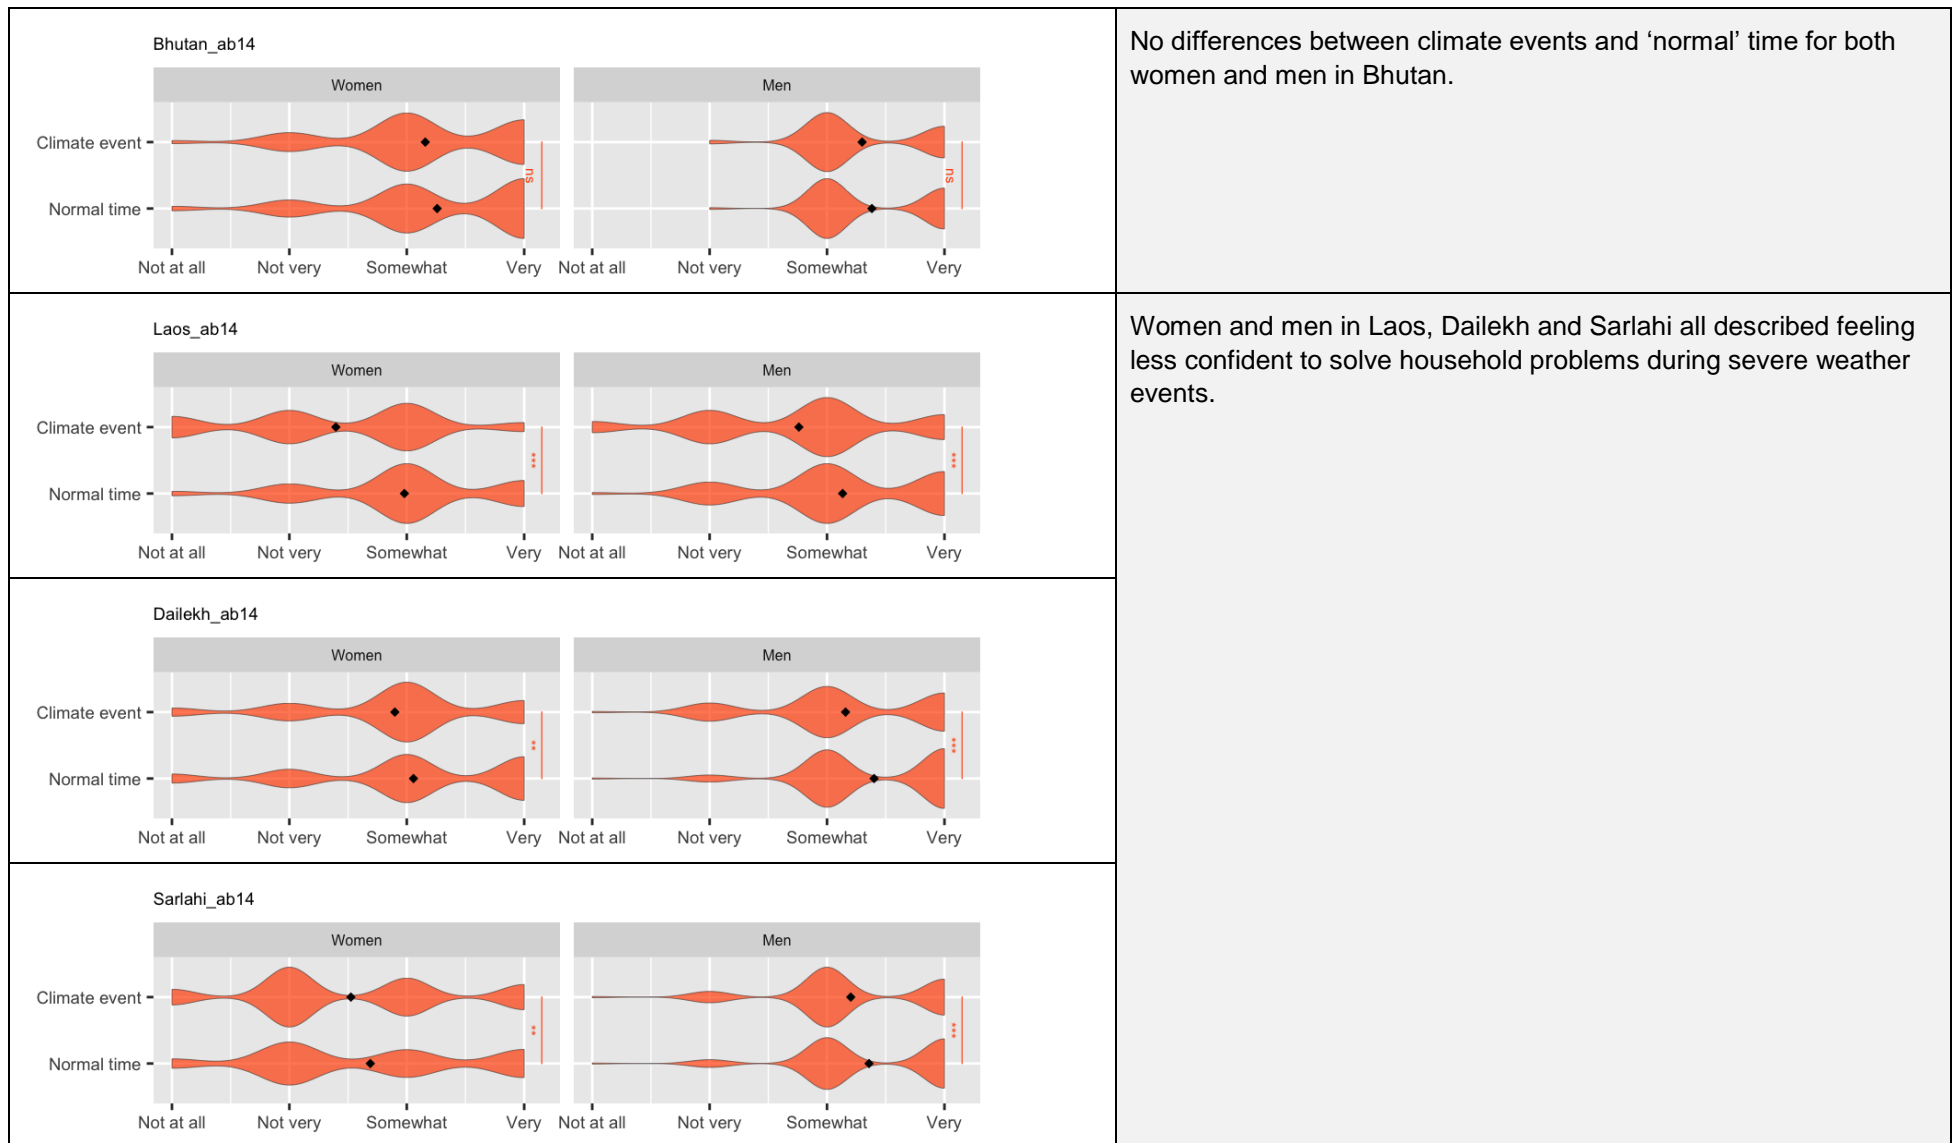 Bhutan_ab14
Women
Men
Climate event
ns
ns
Normal time
Not at all Not very Somewhat Very Not at all Not very Somewhat Very
No differences between climate events and ‘normal’ time for both
women and men in Bhutan.
Laos_ab14
Women
Men
Climate event
***
***
Normal time
Not at all Not very Somewhat Very Not at all Not very Somewhat Very
Women and men in Laos, Dailekh and Sarlahi all described feeling
less confident to solve household problems during severe weather
events.
Dailekh_ab14
Women
Men
Climate event
**
***
Normal time
Not at all Not very Somewhat Very Not at all Not very Somewhat Very
Sarlahi_ab14
Women
Men
Climate event
**
***
Normal time
Not at all Not very Somewhat Very Not at all Not very Somewhat Very